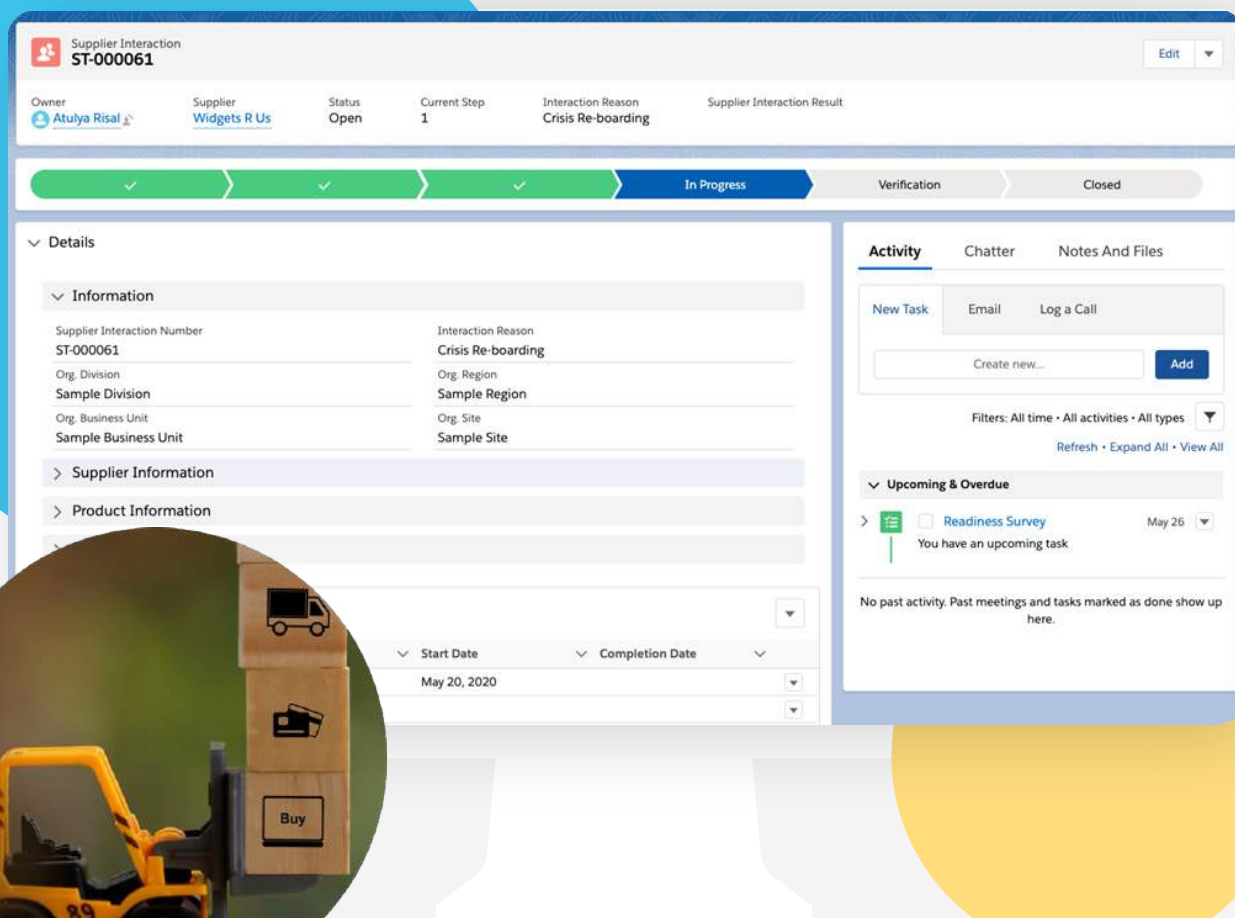 Supplier Interaction
ST-000061
Edit
Owner Supplier Status Current Step Interaction Reason Supplier Interaction Result
Atulya Risal Widgets R Us Open 1 Crisis Re-boarding
In Progress Verification Closed
Details
Information
Supplier Interaction Number Interaction Reason
ST-000061 Crisis Re-boarding
Org. Division Org. Region
Sample Division Sample Region
Org. Business Unit Org. Site
Sample Business Unit Sample Site
Supplier Information
Product Information
Start Date Completion Date
May 20, 2020
Activity Chatter Notes And Files
New Task Email Log a Call
Create new... Add
Filters: All time • All activities • All types
Refresh • Expand All • View All
Upcoming & Overdue
Readiness Survey May 26
You have an upcoming task
No past activity. Past meetings and tasks marked as done show up
here.
Buy
89